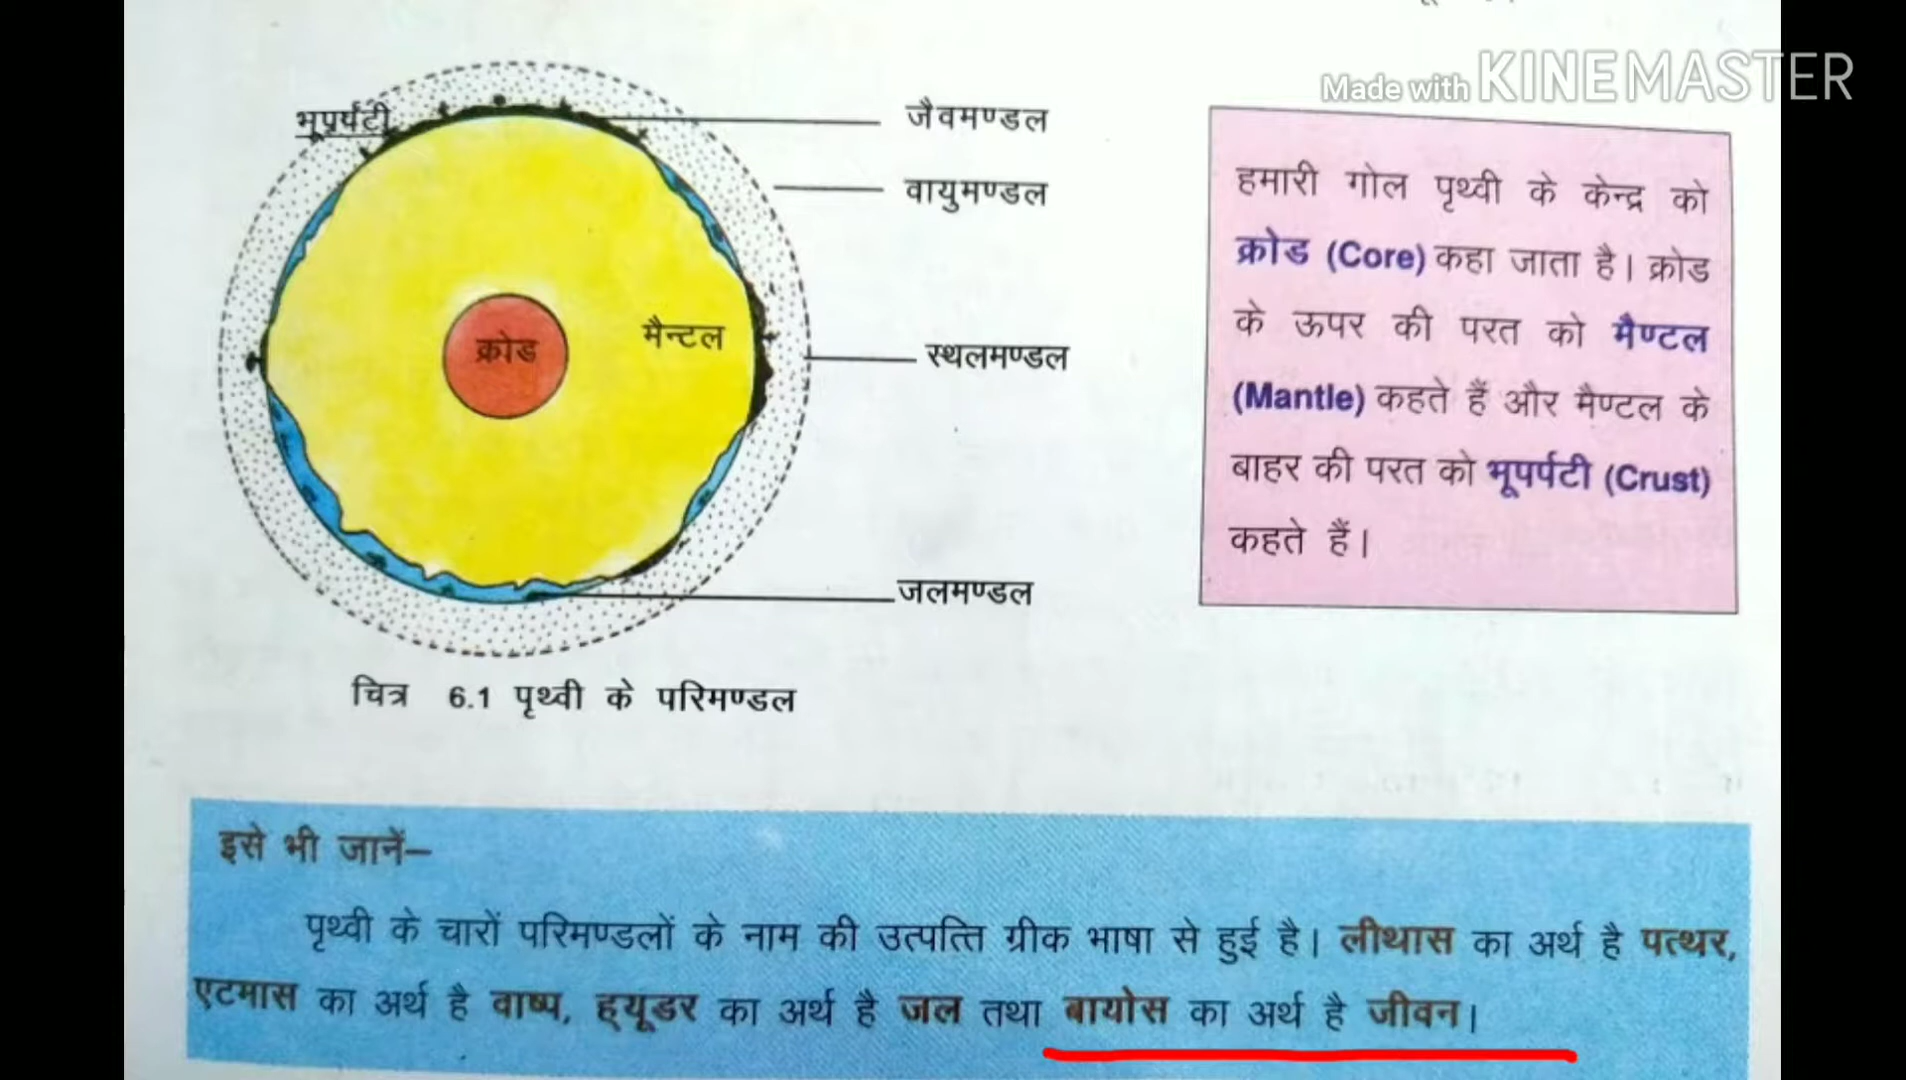 Made with KINEMASTER
भूपर्पटी
जैवमण्डल
वायुमण्डल
क्रोड
मैन्टल
स्थलमण्डल
जलमण्डल
चित्र 6.1 पृथ्वी के परिमण्डल
हमारी गोल पृथ्वी के केन्द्र को
क्रोड (Core) कहा जाता है। क्रोड
के ऊपर की परत को मैण्टल
(Mantle) कहते हैं और मैण्टल के
बाहर की परत को भूपर्पटी (Crust)
कहते हैं।
इसे भी जानें–
पृथ्वी के चारों परिमण्डलों के नाम की उत्पत्ति ग्रीक भाषा से हुई है। लीथास का अर्थ है पत्थर,
एटमास का अर्थ है वाष्प, ह्यूडर का अर्थ है जल तथा बायोस का अर्थ है जीवन।